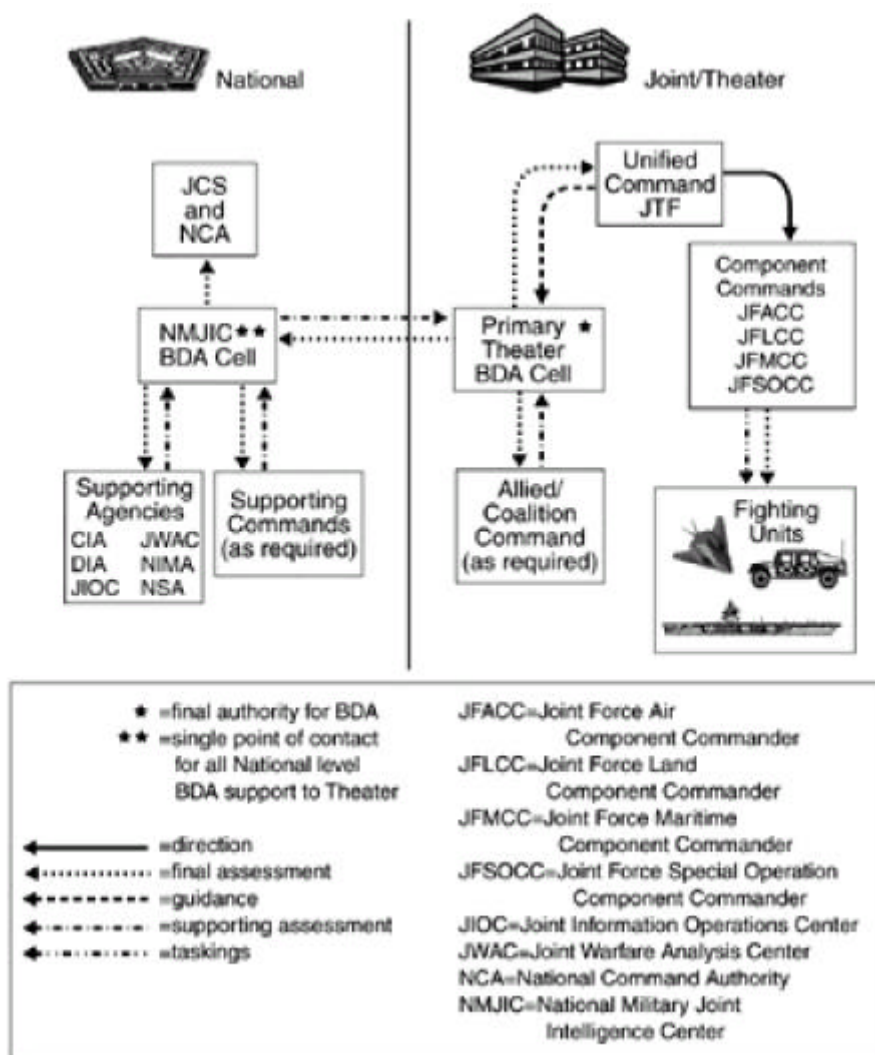 National
Joint/Theater
JCS
and
NCA
Unified
Command
JTF
Component
Commands
JFACC
JFLCC
JFMCC
JFSOCC
NMJIC★★
BDA Cell
Primary ★
Theater
BDA Cell
Supporting
Agencies
CIA JWAC
DIA NIMA
JIOC NSA
Supporting
Commands
(as required)
Allied/
Coalition
Command
(as required)
Fighting
Units
★ =final authority for BDA
★★ =single point of contact
for all National level
BDA support to Theater
=direction
=final assessment
=guidance
=supporting assessment
=taskings
JFACC=Joint Force Air
Component Commander
JFLCC=Joint Force Land
Component Commander
JFMCC=Joint Force Maritime
Component Commander
JFSOCC=Joint Force Special Operation
Component Commander
JIOC=Joint Information Operations Center
JWAC=Joint Warfare Analysis Center
NCA=National Command Authority
NMJIC=National Military Joint
Intelligence Center